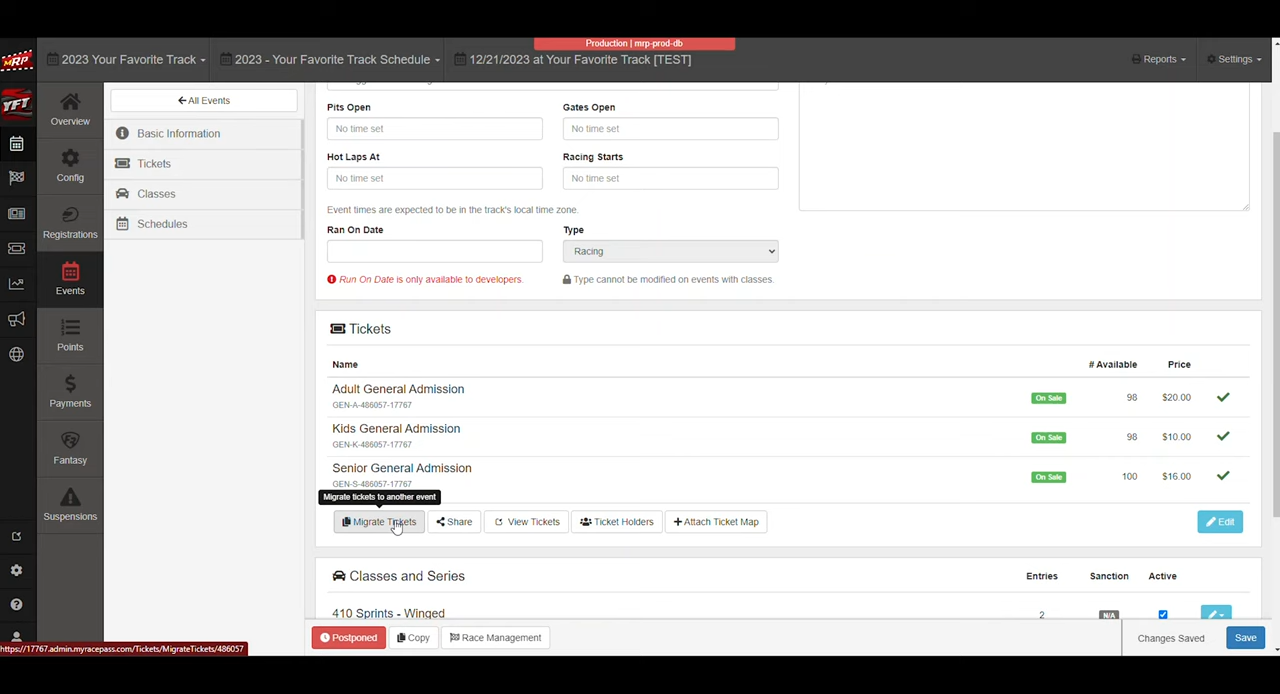 Production | mrp-prod-db
MRP
2023 Your Favorite Track
2023 - Your Favorite Track Schedule
12/21/2023 at Your Favorite Track [TEST]
Reports
Settings
YFT
Overview
Config
Registrations
Events
Points
Payments
Fantasy
Suspensions
All Events
Basic Information
Tickets
Classes
Schedules
Pits Open
Gates Open
No time set
No time set
Hot Laps At
Racing Starts
No time set
No time set
Event times are expected to be in the track's local time zone.
Ran On Date
Type
Racing
Run On Date is only available to developers.
Type cannot be modified on events with classes.
Tickets
Name # Available Price
Adult General Admission
GEN-A-486057-17767
On Sale 98 $20.00
Kids General Admission
GEN-K-486057-17767
On Sale 98 $10.00
Senior General Admission
GEN-S-486057-17767
On Sale 100 $16.00
Migrate tickets to another event
Migrate Tickets
Share
View Tickets
Ticket Holders
Attach Ticket Map
Edit
Classes and Series Entries Sanction Active
410 Sprints - Winged 2 N/A
Postponed
Copy
Race Management
Changes Saved
Save
https://17767.admin.myracepass.com/Tickets/MigrateTickets/486057